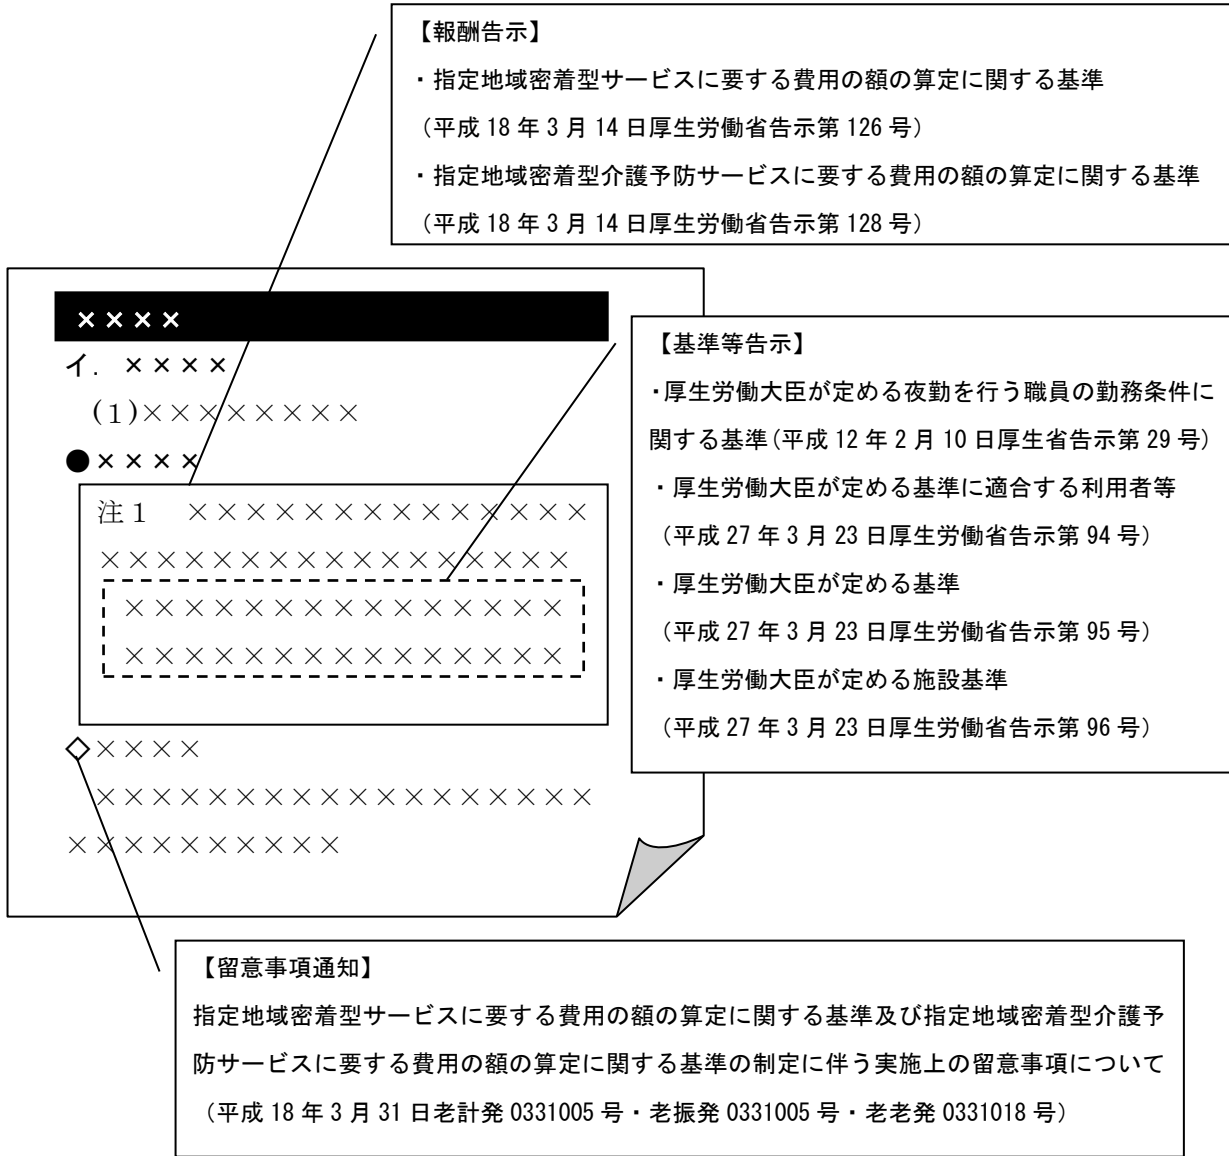 【報酬告示】
・指定地域密着型サービスに要する費用の額の算定に関する基準
（平成 18 年 3 月 14 日厚生労働省告示第 126 号）
・指定地域密着型介護予防サービスに要する費用の額の算定に関する基準
（平成 18 年 3 月 14 日厚生労働省告示第 128 号）
××××
イ．××××
(1)××××××××
●××××
注１　××××××××××××××
×××××××××××××××××
×××××××××××××××
×××××××××××××××
◇××××
××××××××××××××××××
××××××××××
【基準等告示】
・厚生労働大臣が定める夜勤を行う職員の勤務条件に
関する基準(平成 12 年 2 月 10 日厚生省告示第 29 号)
・厚生労働大臣が定める基準に適合する利用者等
（平成 27 年 3 月 23 日厚生労働省告示第 94 号）
・厚生労働大臣が定める基準
（平成 27 年 3 月 23 日厚生労働省告示第 95 号）
・厚生労働大臣が定める施設基準
（平成 27 年 3 月 23 日厚生労働省告示第 96 号）
【留意事項通知】
指定地域密着型サービスに要する費用の額の算定に関する基準及び指定地域密着型介護予
防サービスに要する費用の額の算定に関する基準の制定に伴う実施上の留意事項について
（平成 18 年 3 月 31 日老計発 0331005 号・老振発 0331005 号・老老発 0331018 号）